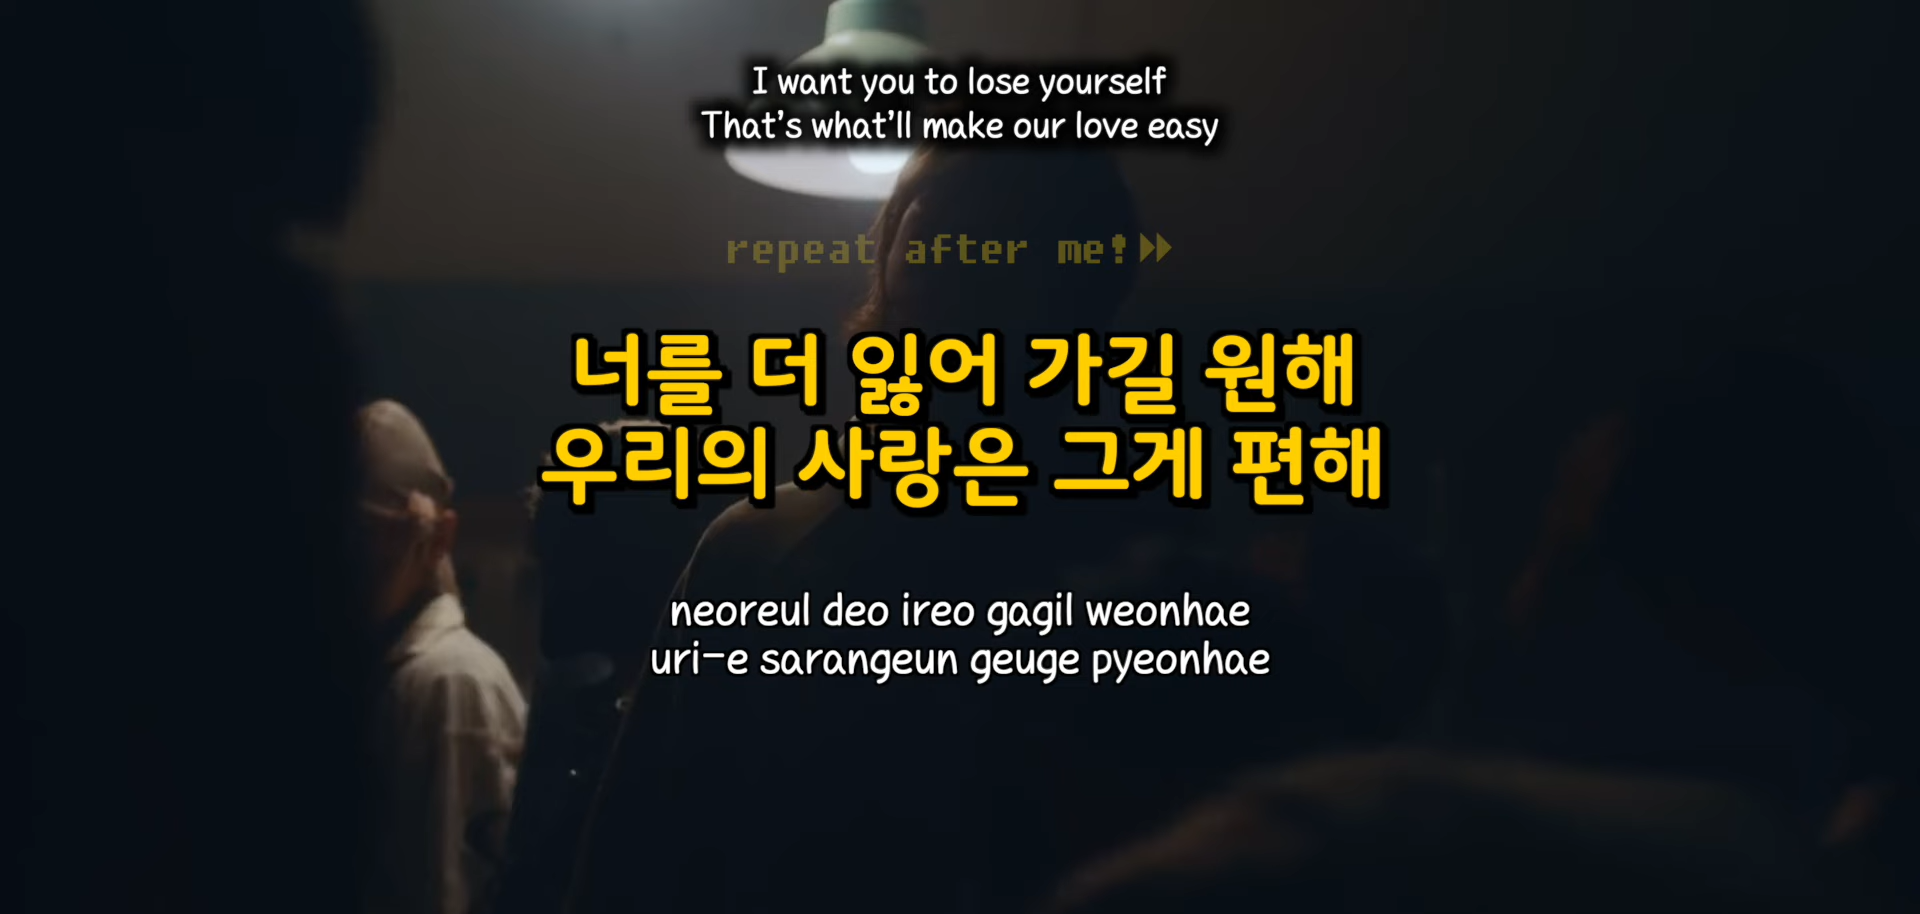 I want you to lose yourself
That's what'll make our love easy
repeat after me!
너를 더 잃어 가길 원해
우리의 사랑은 그게 편해
neoreul deo ireo gagil weonhae
uri-e sarangeun geuge pyeonhae